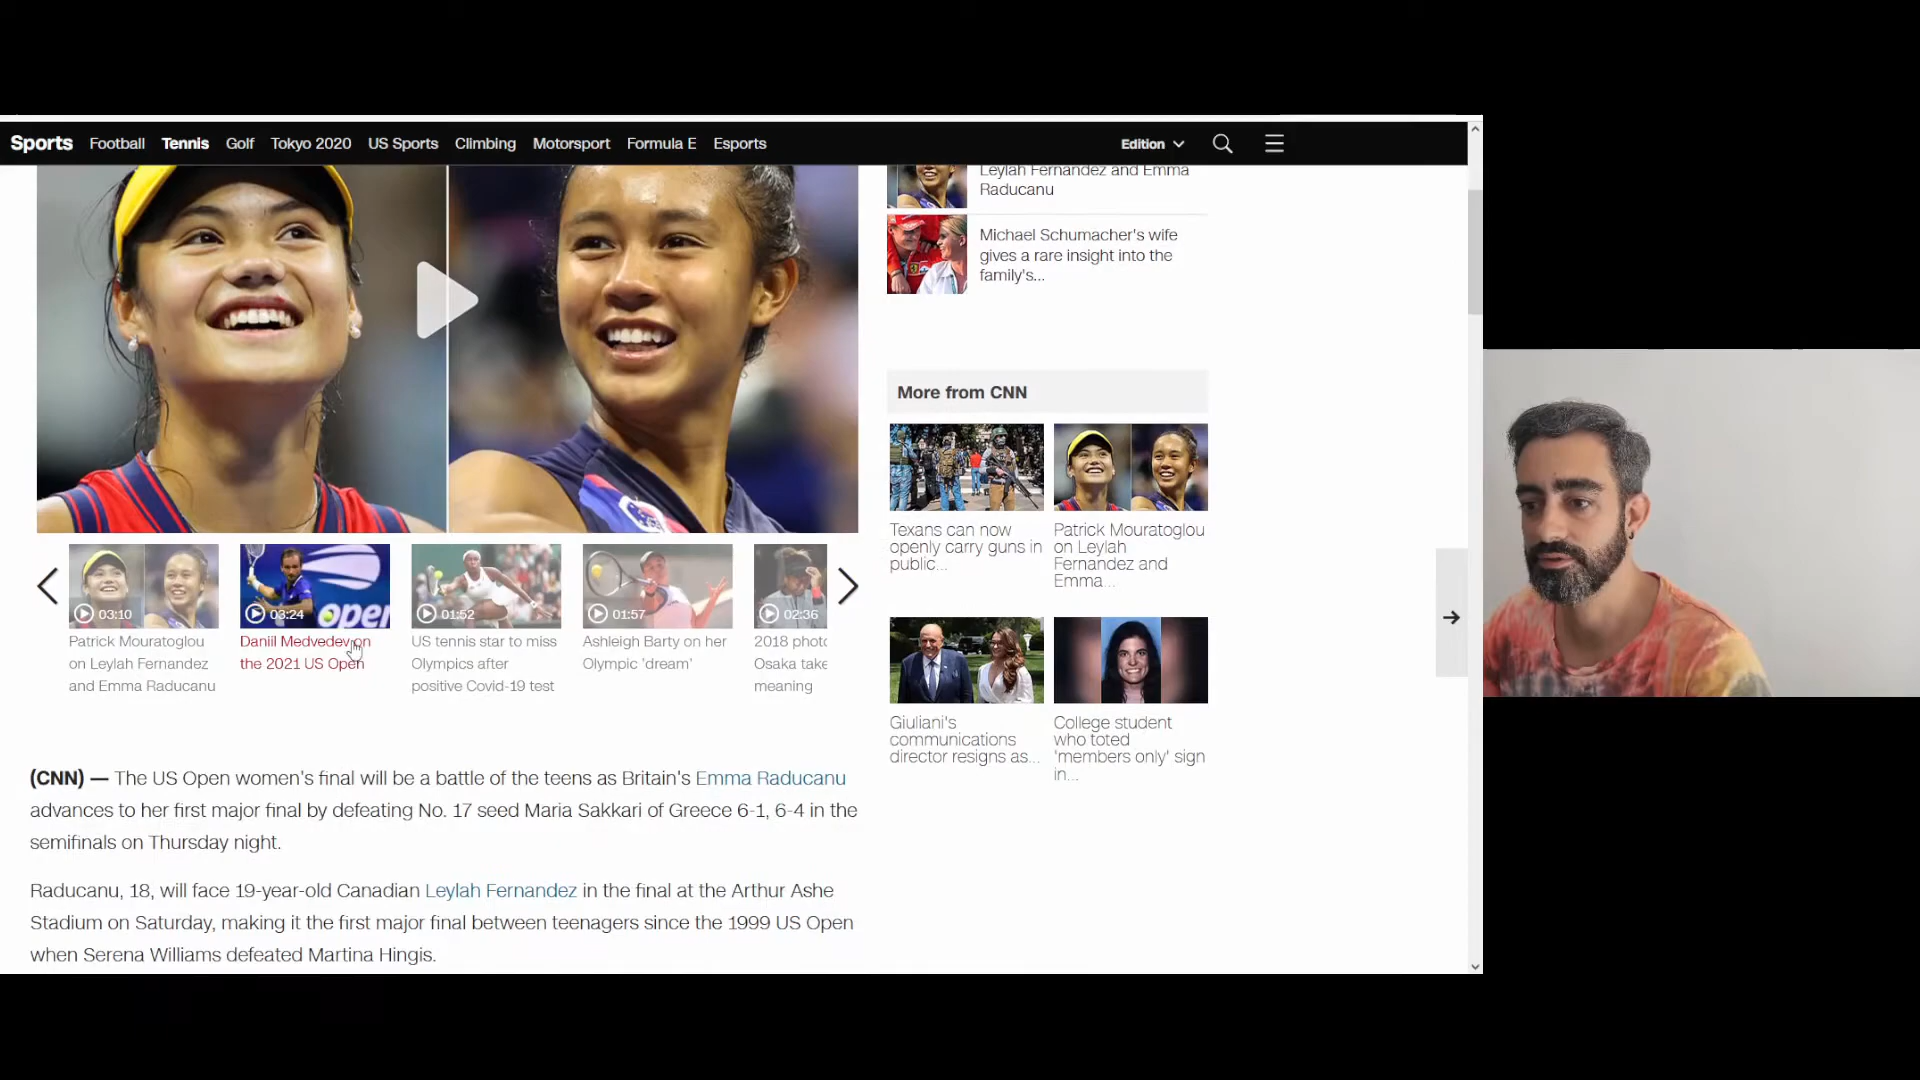 Sports Football Tennis Golf Tokyo 2020 US Sports Climbing Motorsport Formula E Esports Edition
Leylah Fernandez and Emma
Raducanu
Michael Schumacher's wife
gives a rare insight into the
family's...
More from CNN
Texans can now
openly carry guns in
public...
Patrick Mouratoglou
on Leylah
Fernandez and
Emma...
Giuliani's
communications
director resigns as...
College student
who toted
'members only' sign
in...
open
03:10
Patrick Mouratoglou
on Leylah Fernandez
and Emma Raducanu
03:24
Daniil Medvedev on
the 2021 US Open
01:52
US tennis star to miss
Olympics after
positive Covid-19 test
01:57
Ashleigh Barty on her
Olympic 'dream'
02:36
2018 photo
Osaka take
meaning
(CNN) — The US Open women's final will be a battle of the teens as Britain's Emma Raducanu
advances to her first major final by defeating No. 17 seed Maria Sakkari of Greece 6-1, 6-4 in the
semifinals on Thursday night.
Raducanu, 18, will face 19-year-old Canadian Leylah Fernandez in the final at the Arthur Ashe
Stadium on Saturday, making it the first major final between teenagers since the 1999 US Open
when Serena Williams defeated Martina Hingis.